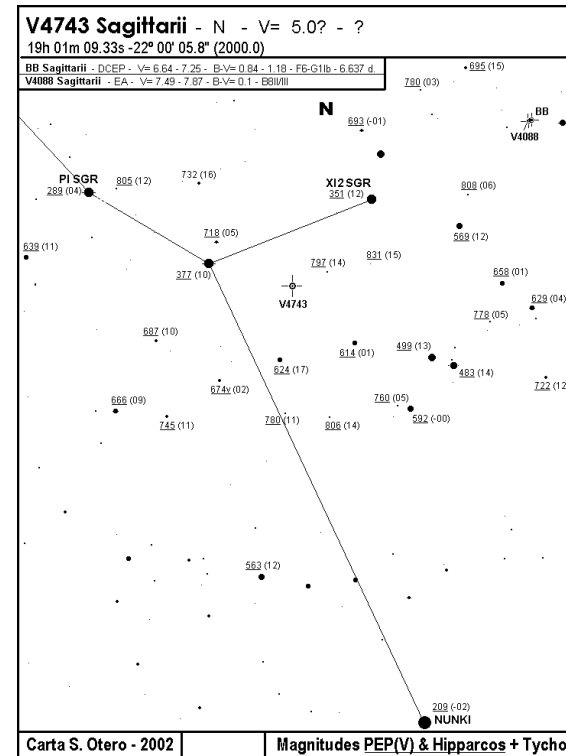 V4743 Sagittarii - N - V= 5.0? - ?
19h 01m 09.33s -22º 00' 05.8" (2000.0)
BB Sagittarii - DCEP - V= 6.64 - 7.25 - B-V= 0.84 - 1.18 - F6-G1Ib - 6.637 d.
V4088 Sagittarii - EA - V= 7.49 - 7.87 - B-V= 0.1 - B8II/III
695 (15)
780 (03)
N
BB
693 (-01)
V4088
PI SGR
805 (12)
732 (16)
XI2 SGR
289 (04)
351 (12)
808 (06)
718 (05)
569 (12)
639 (11)
377 (10)
797 (14)
831 (15)
658 (01)
V4743
629 (04)
778 (05)
687 (10)
614 (01)
499 (13)
624 (17)
483 (14)
674v (02)
722 (12
666 (09)
760 (05)
745 (11)
780 (11)
806 (14)
592 (-00)
563 (12)
209 (-02)
NUNKI
Carta S. Otero - 2002
Magnitudes PEP(V) & Hipparcos + Tycho